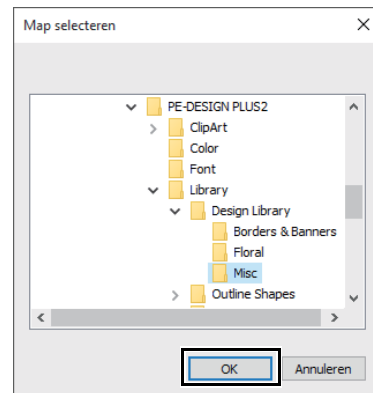 Map selecteren
PE-DESIGN PLUS2
ClipArt
Color
Font
Library
Design Library
Borders & Banners
Floral
Misc
Outline Shapes
OK
Annuleren